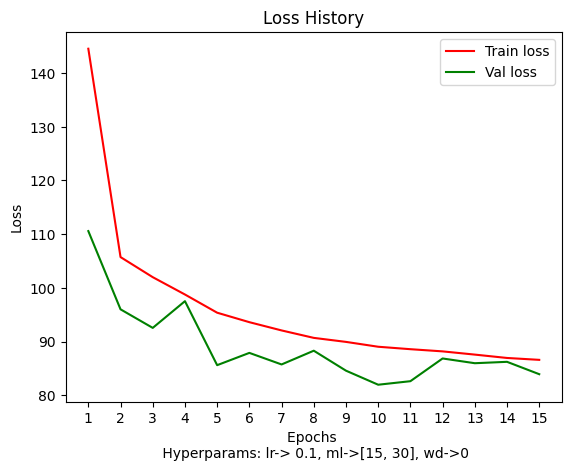 Loss History
Train loss
Val loss
Loss
140
130
120
110
100
90
80
1 2 3 4 5 6 7 8 9 10 11 12 13 14 15
Epochs
Hyperparams: lr-> 0.1, ml->[15, 30], wd->0